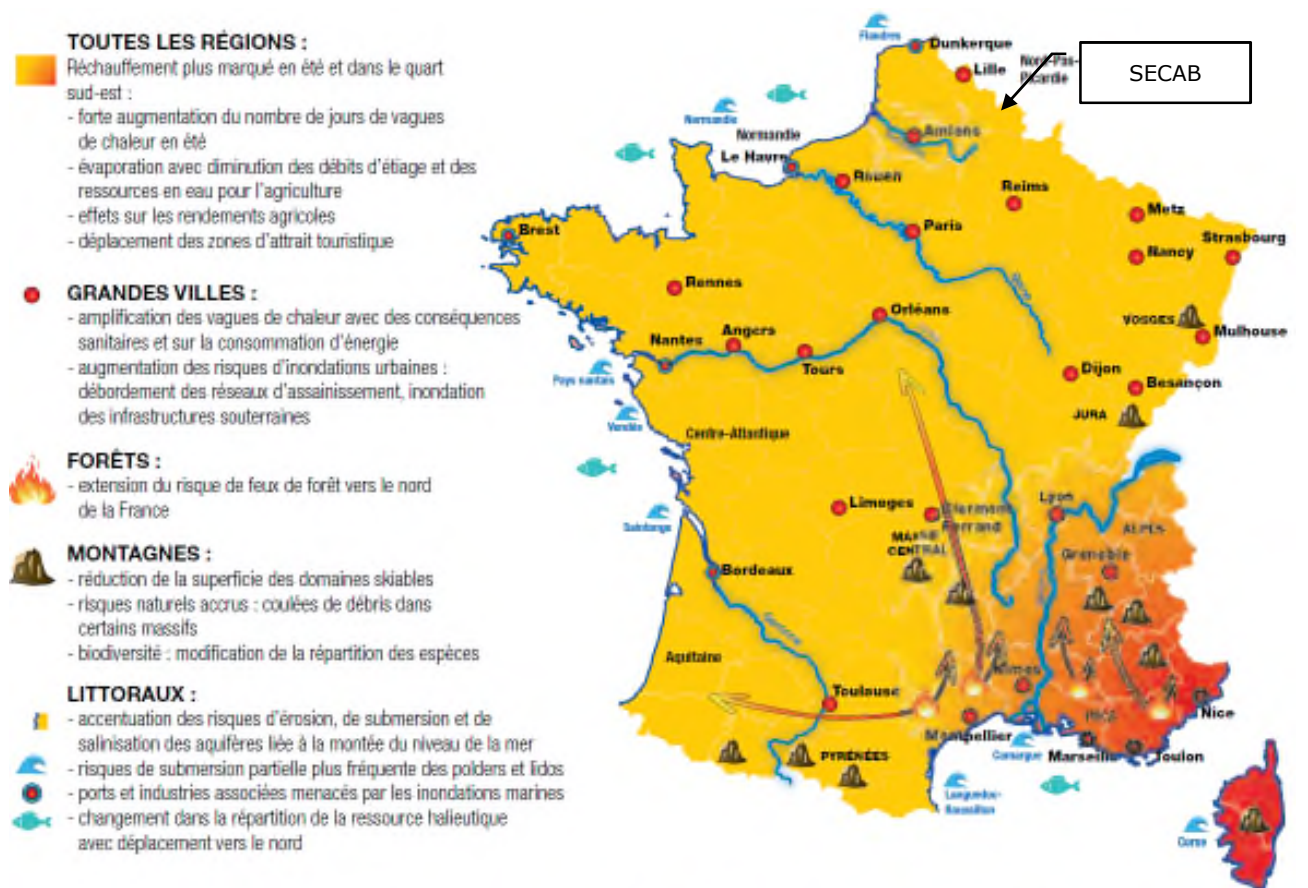 TOUTES LES RÉGIONS :
Réchauffement plus marqué en été et dans le quart
sud-est :
- forte augmentation du nombre de jours de vagues
de chaleur en été
- évaporation avec diminution des débits d'étiage et des
ressources en eau pour l'agriculture
- effets sur les rendements agricoles
- déplacement des zones d'attrait touristique
GRANDES VILLES :
- amplification des vagues de chaleur avec des conséquences
sanitaires et sur la consommation d'énergie
- augmentation des risques d'inondations urbaines :
débordement des réseaux d'assainissement, inondation
des infrastructures souterraines
FORÊTS :
- extension du risque de feux de forêt vers le nord
de la France
MONTAGNES :
- réduction de la superficie des domaines skiables
- risques naturels accrus : coulées de débris dans
certains massifs
- biodiversité : modification de la répartition des espèces
LITTORAUX :
- accentuation des risques d'érosion, de submersion et de
salinisation des aquifères liée à la montée du niveau de la mer
- risques de submersion partielle plus fréquente des polders et lidos
- ports et industries associées menacés par les inondations marines
- changement dans la répartition de la ressource halieutique
avec déplacement vers le nord
Flandres
Dunkerque
Lille
Nord-Pas-
Picardie
SECAB
Normandie
Normandie
Amiens
Le Havre
Rouen
Reims
Metz
Paris
Strasbourg
Nancy
Brest
Rennes
Orléans
VOSGES
Mulhouse
Nantes
Angers
Tours
Dijon
Besançon
Pays nantais
JURA
Vendée
Centre-Atlantique
Limoges
Clermont
Ferrand
Lyon
Saintonge
MASSIF
CENTRAL
ALPES
Grenoble
Bordeaux
Garonne
Aquitaine
Nîmes
Toulouse
PACA
Nice
Montpellier
PYRÉNÉES
Camargue
Marseille
Toulon
Languedoc-
Roussillon
Corse